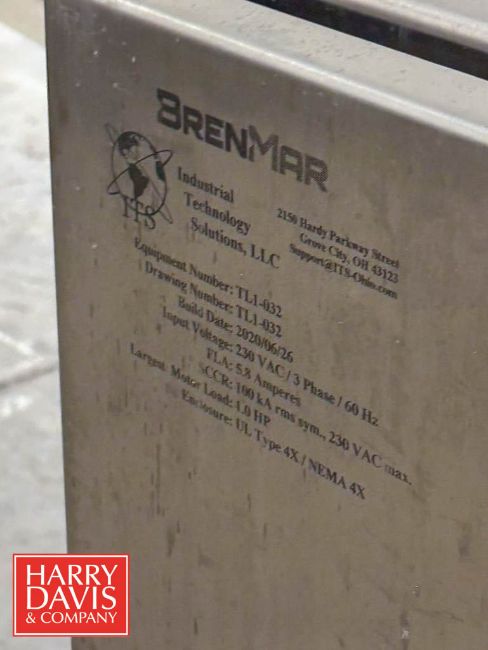 BRENMAR
ITS
Industrial
Technology
Solutions, LLC
2150 Hardy Parkway Street
Grove City, OH 43123
Support@ITS-Ohio.com
Equipment Number: TL1-032
Drawing Number: TL1-032
Build Date: 2020/06/26
Input Voltage: 230 VAC / 3 Phase / 60 Hz
FLA: 5.8 Amperes
SCCR: 100 kA rms sym., 230 VAC max.
Largest Motor Load: 1.0 HP
Enclosure: UL Type 4X / NEMA 4X
HARRY
DAVIS
& COMPANY